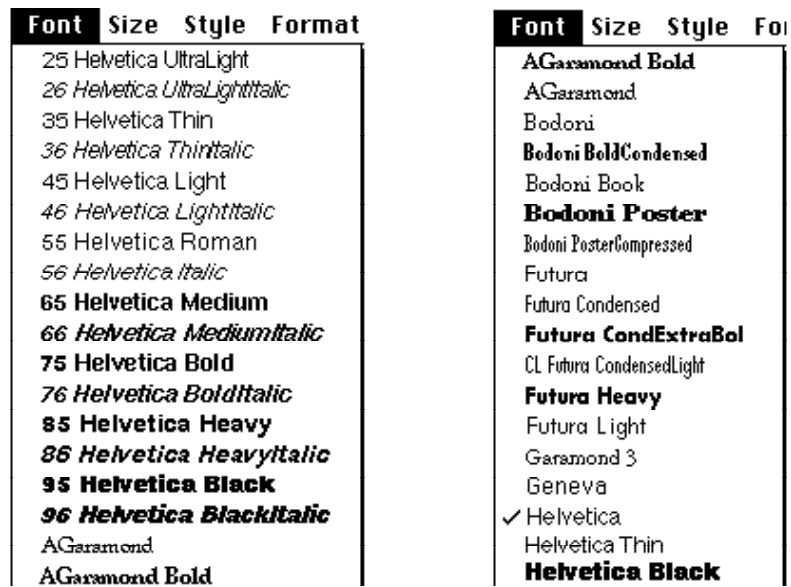 Font Size Style Format
25 Helvetica UltraLight
26 Helvetica UltraLightItalic
35 Helvetica Thin
36 Helvetica ThinItalic
45 Helvetica Light
46 Helvetica LightItalic
55 Helvetica Roman
56 Helvetica Italic
65 Helvetica Medium
66 Helvetica MediumItalic
75 Helvetica Bold
76 Helvetica BoldItalic
85 Helvetica Heavy
86 Helvetica HeavyItalic
95 Helvetica Black
96 Helvetica BlackItalic
AGaramond
AGaramond Bold
Font Size Style For
AGaramond Bold
AGaramond
Bodoni
Bodoni BoldCondensed
Bodoni Book
Bodoni Poster
Bodoni PosterCompressed
Futura
Futura Condensed
Futura CondExtraBol
CL Futura CondensedLight
Futura Heavy
Futura Light
Garamond 3
Geneva
✓ Helvetica
Helvetica Thin
Helvetica Black